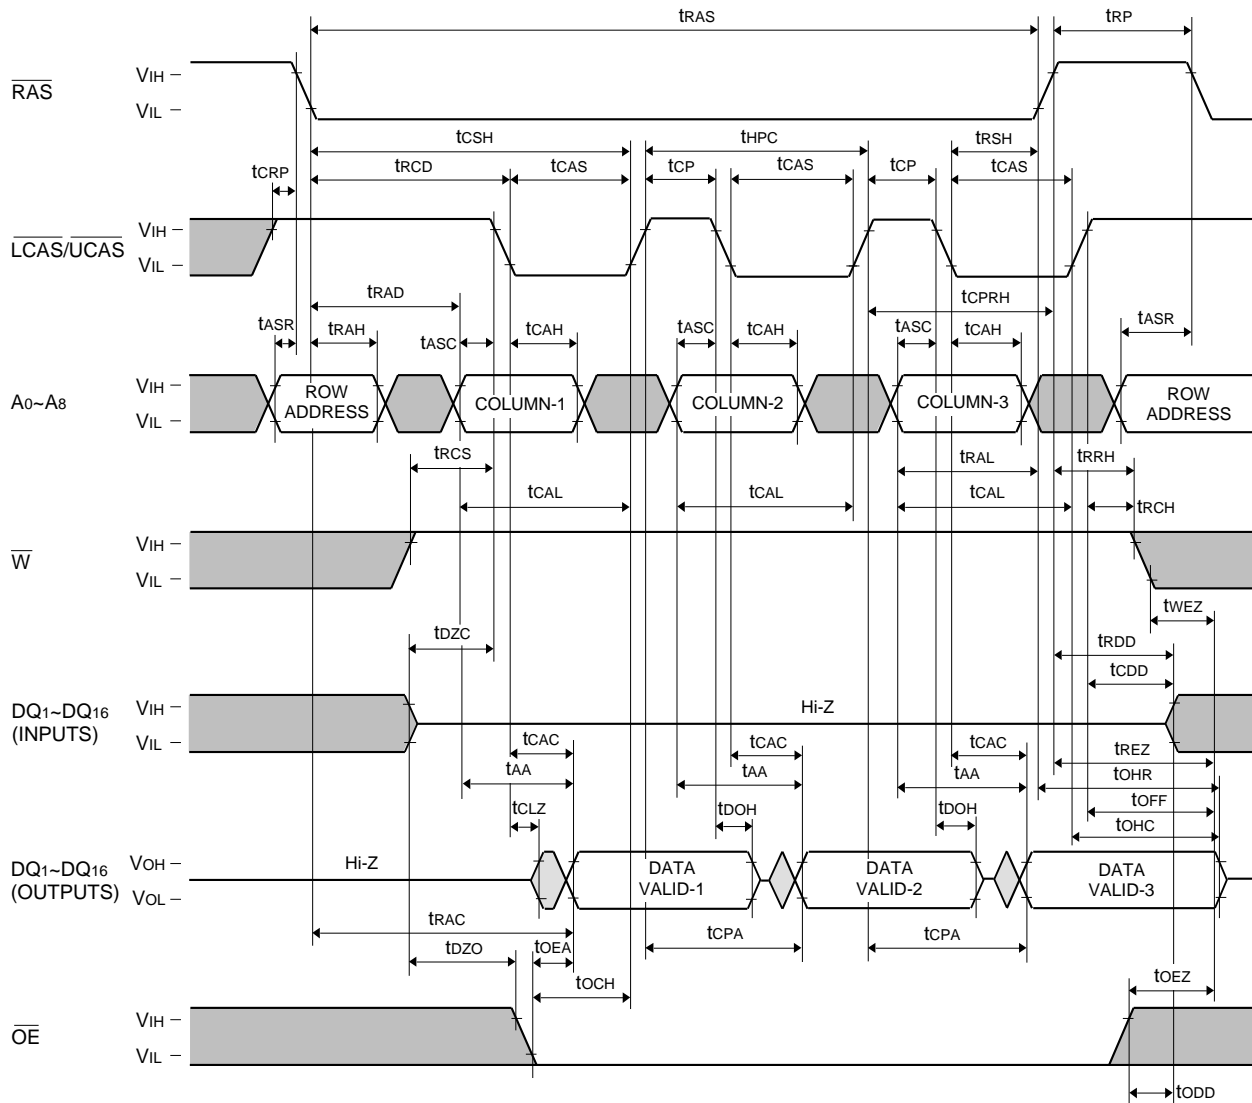 tRAS
tRP
RAS
VIH
VIL
tCSH
tHPC
tRSH
tCRP
tRCD
tCAS
tCP
tCAS
tCP
tCAS
LCAS/UCAS
VIH
VIL
tRAD
tCPRH
tASR
tRAH
tASC
tCAH
tASC
tCAH
tASC
tCAH
tASR
A0~A8
VIH
VIL
ROW
ADDRESS
COLUMN-1
COLUMN-2
COLUMN-3
ROW
ADDRESS
tRCS
tRAL
tRRH
tCAL
tCAL
tCAL
tRCH
W
VIH
VIL
tWEZ
tDZC
tRDD
tCDD
DQ1~DQ16
(INPUTS)
VIH
VIL
Hi-Z
tCAC
tCAC
tCAC
tREZ
tAA
tAA
tAA
tOHR
tCLZ
tDOH
tDOH
tOFF
tOHC
DQ1~DQ16
(OUTPUTS)
VOH
VOL
Hi-Z
DATA
VALID-1
DATA
VALID-2
DATA
VALID-3
tRAC
tCPA
tCPA
tDZO
tOEA
tOCH
tOEZ
OE
VIH
VIL
tODD